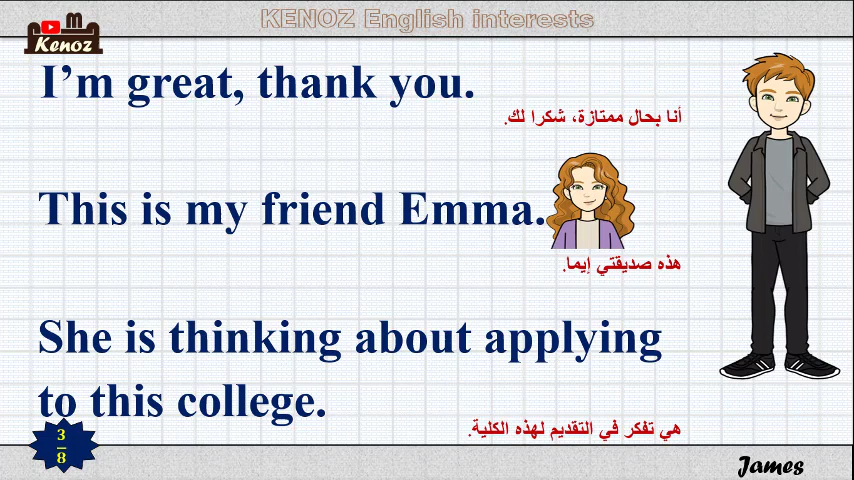 KENOZ English interests
Kenoz
I'm great, thank you.
أنا بحال ممتازة، شكرا لك.
This is my friend Emma.
هذه صديقتي إيما.
She is thinking about applying
to this college.
هي تفكر في التقديم لهذه الكلية.
3
8
James